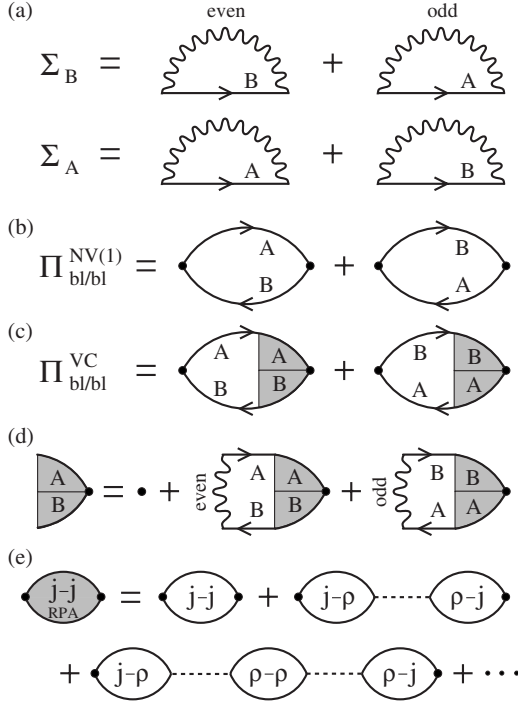 (a)
even odd
Σ_B = B + A
Σ_A = A + B
(b)
Π^{NV(1)}_{bl/bl} = A B + B A
(c)
Π^{VC}_{bl/bl} = A B A B + B A B A
(d)
A B = • + even A B A B + odd B A B A
(e)
j-j RPA = j-j + j-ρ ρ-j
+ j-ρ ρ-ρ ρ-j + ···